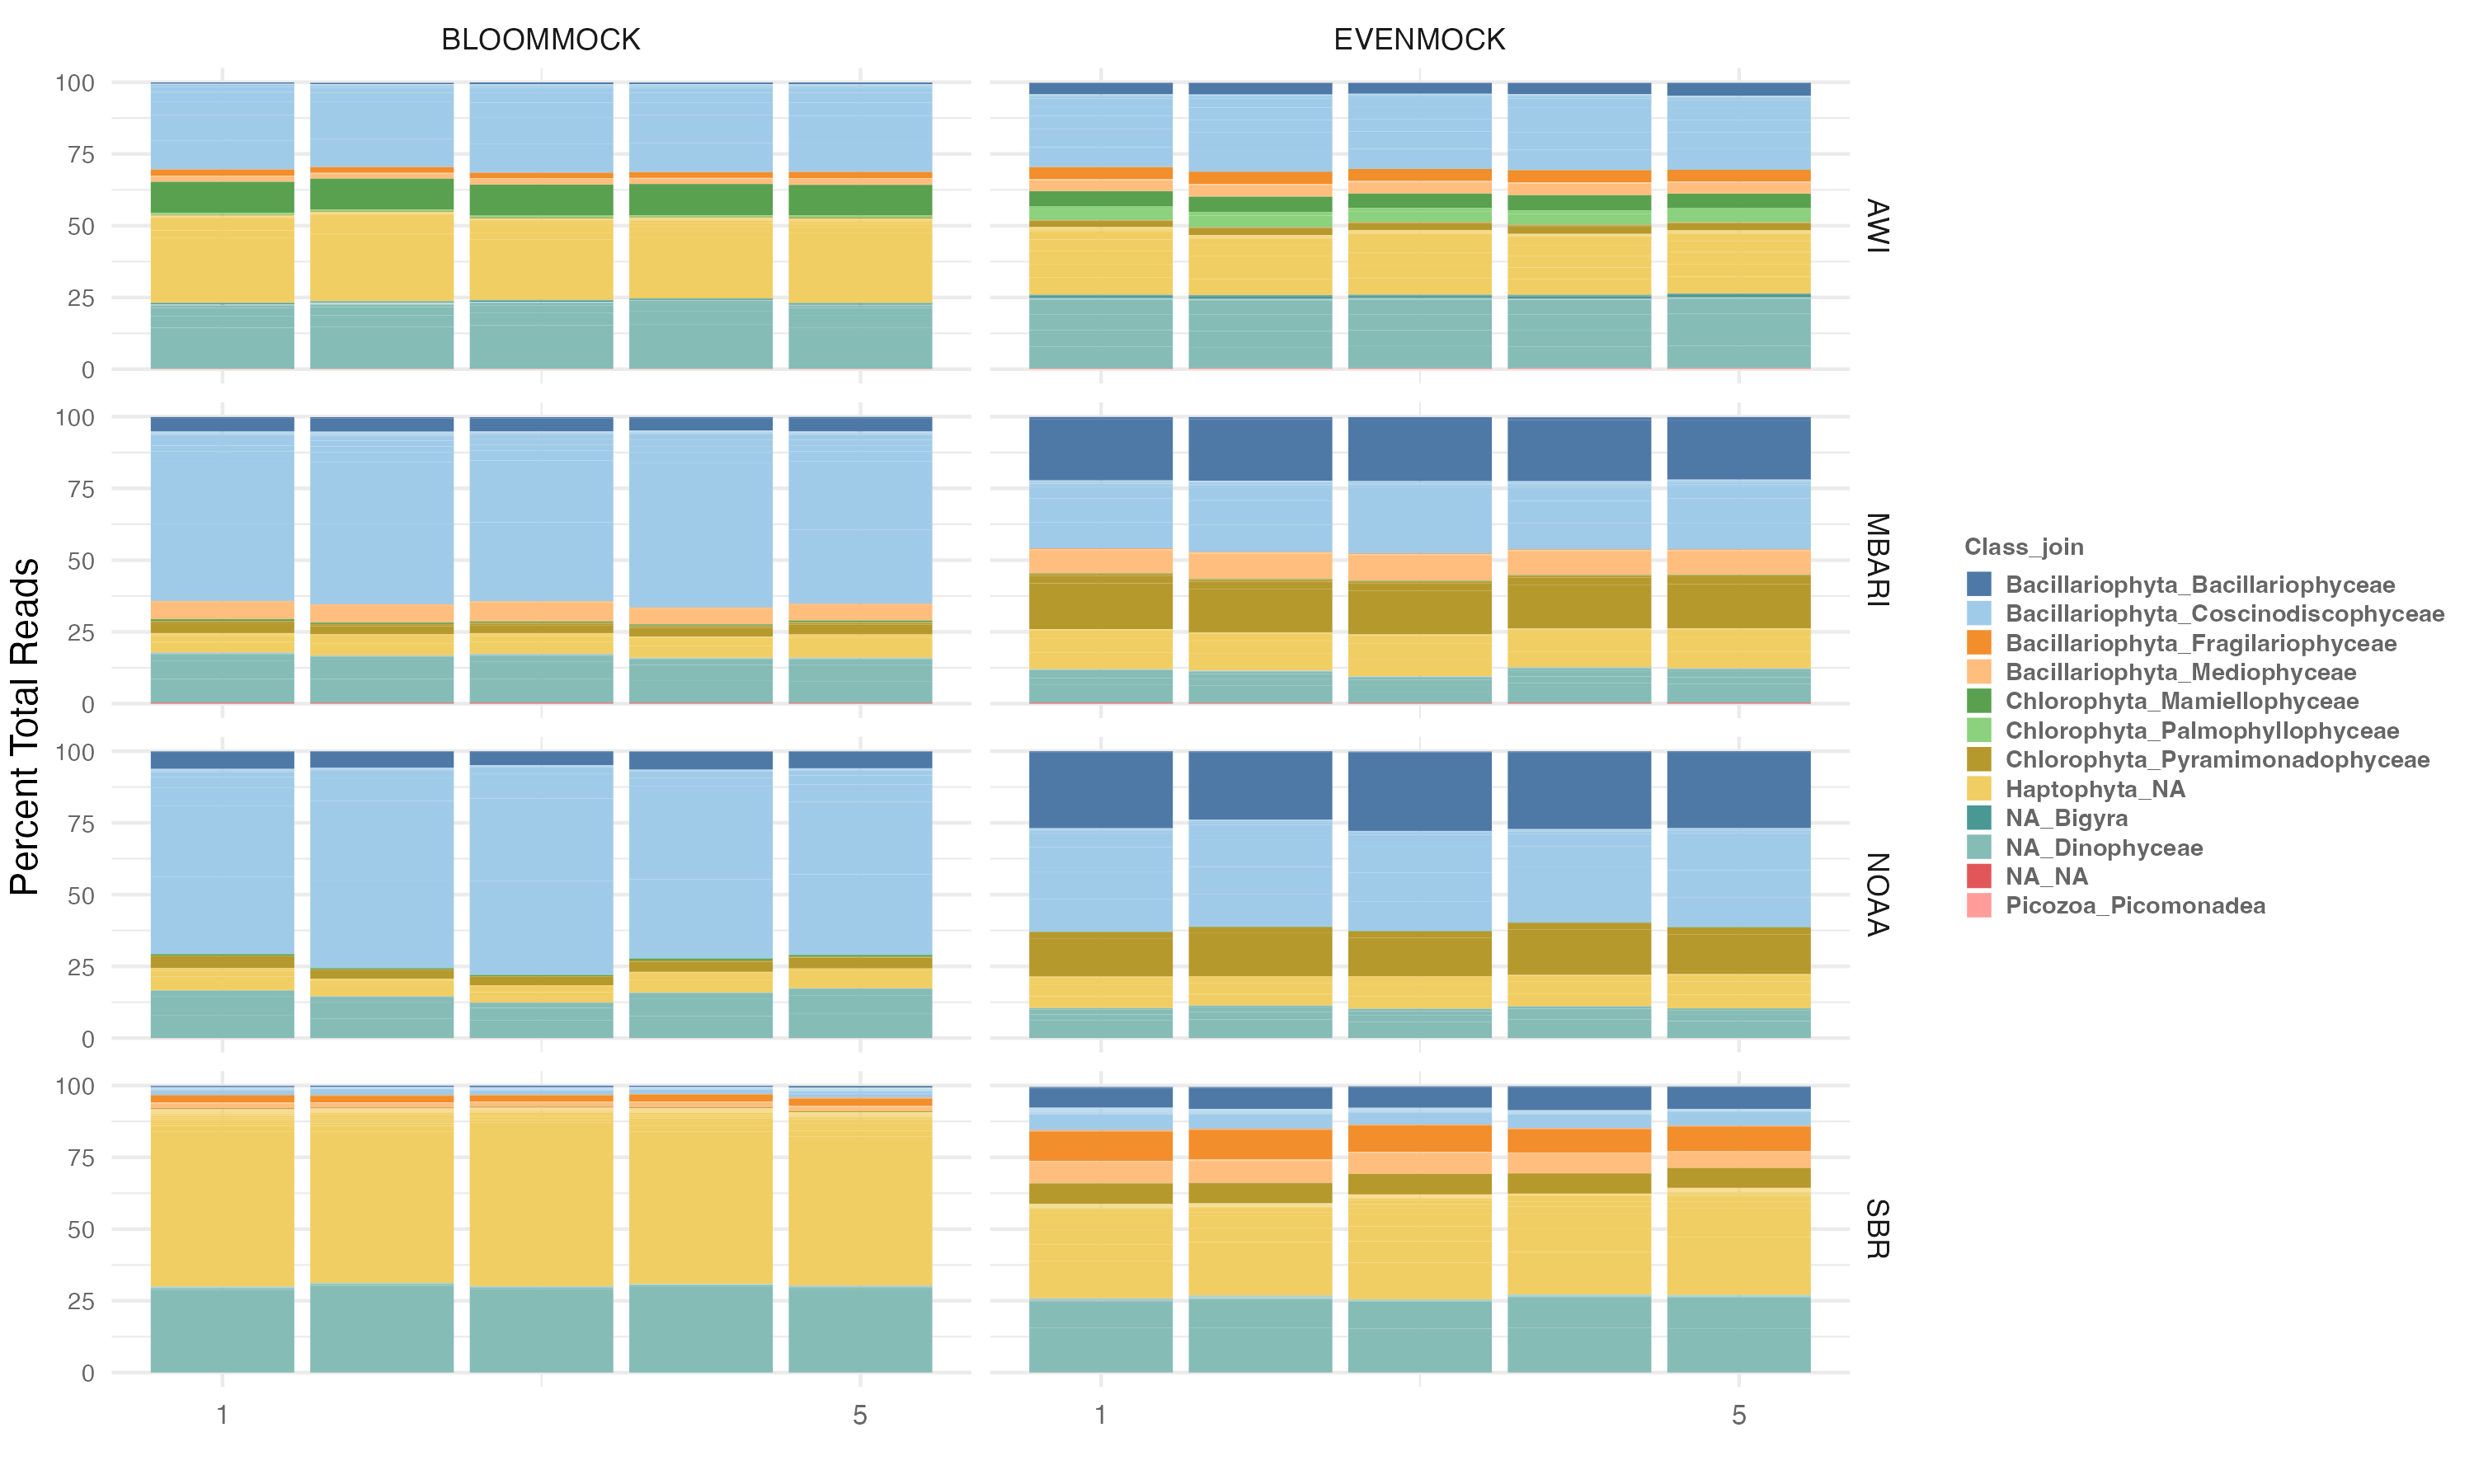 BLOOMMOCK EVENMOCK
100
75
50
25
0
AWI
100
75
50
25
0
MBARI
100
75
50
25
0
NOAA
100
75
50
25
0
SBR
1 5 1 5
Percent Total Reads
Class_join
Bacillariophyta_Bacillariophyceae
Bacillariophyta_Coscinodiscophyceae
Bacillariophyta_Fragilariophyceae
Bacillariophyta_Mediophyceae
Chlorophyta_Mamiellophyceae
Chlorophyta_Palmophyllophyceae
Chlorophyta_Pyramimonadophyceae
Haptophyta_NA
NA_Bigyra
NA_Dinophyceae
NA_NA
Picozoa_Picomonadea